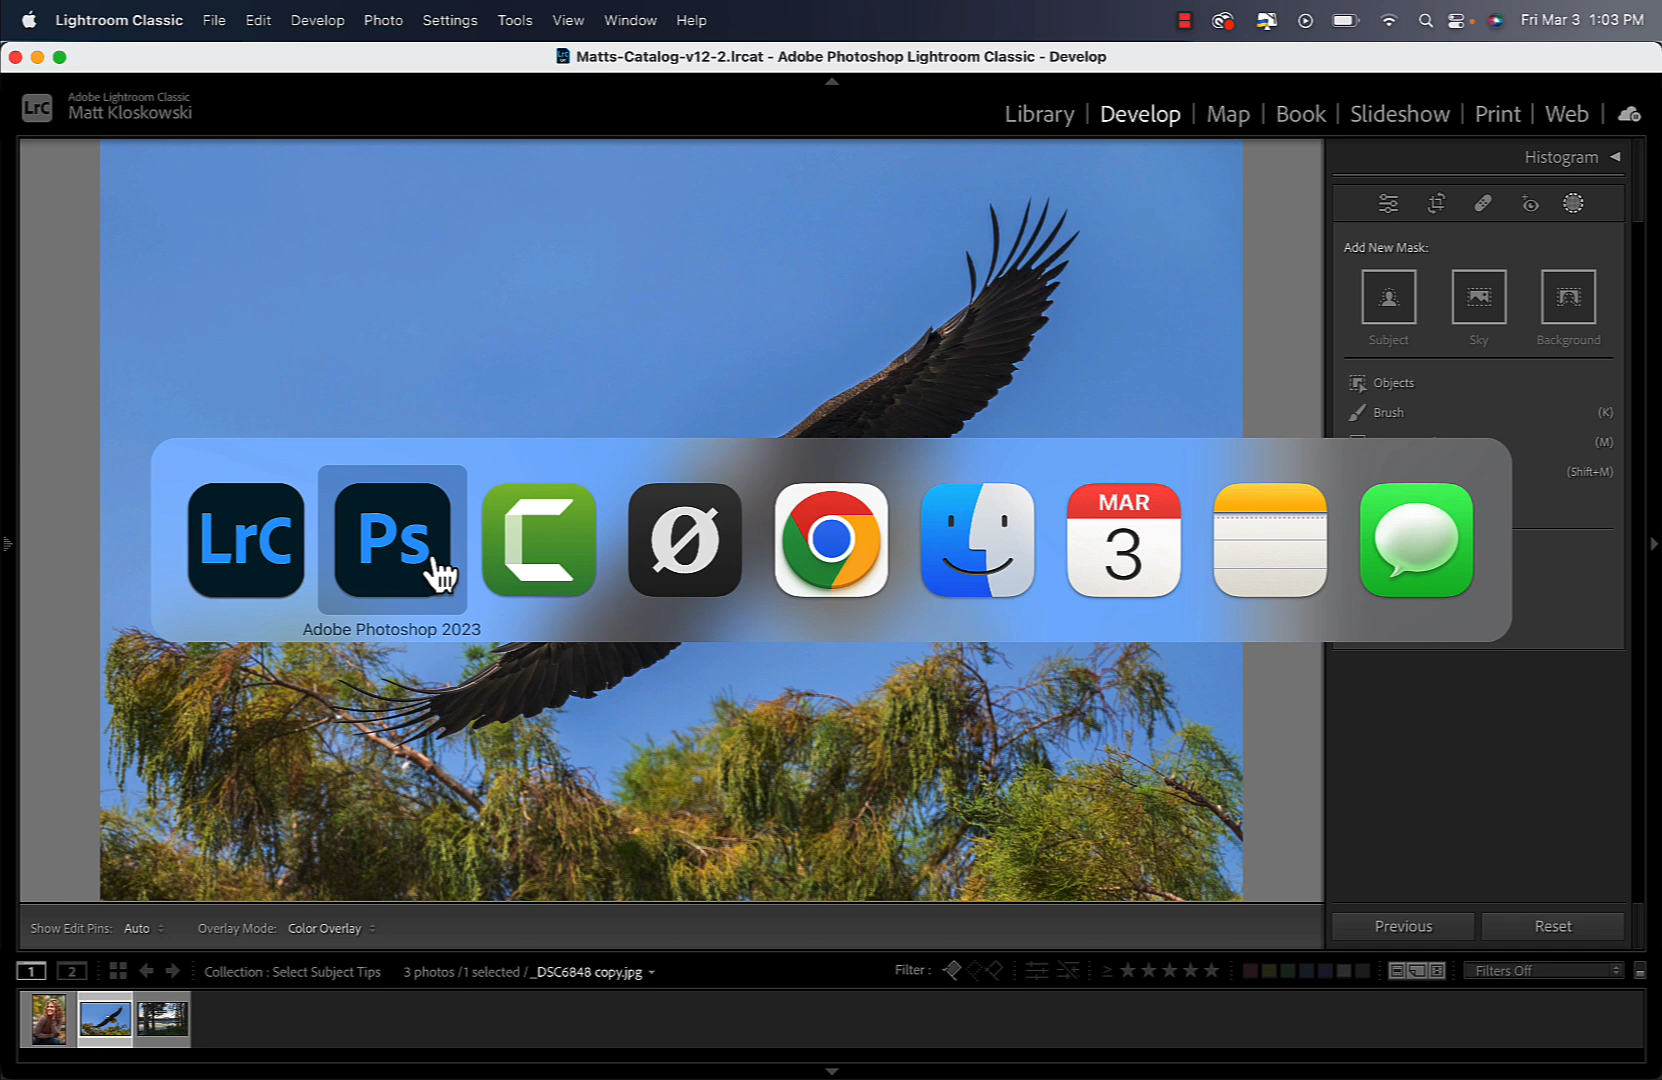 Lightroom Classic File Edit Develop Photo Settings Tools View Window Help Fri Mar 3 1:03 PM
Matts-Catalog-v12-2.lrcat - Adobe Photoshop Lightroom Classic - Develop
LrC
Adobe Lightroom Classic
Matt Kloskowski
Library | Develop | Map | Book | Slideshow | Print | Web |
Histogram
Add New Mask:
Subject Sky Background
Objects
Brush (K)
(M)
(Shift+M)
LrC Ps MAR
3
Adobe Photoshop 2023
Show Edit Pins: Auto Overlay Mode: Color Overlay
Previous Reset
1 2 Collection : Select Subject Tips 3 photos /1 selected /_DSC6848 copy.jpg Filter : ≥ Filters Off